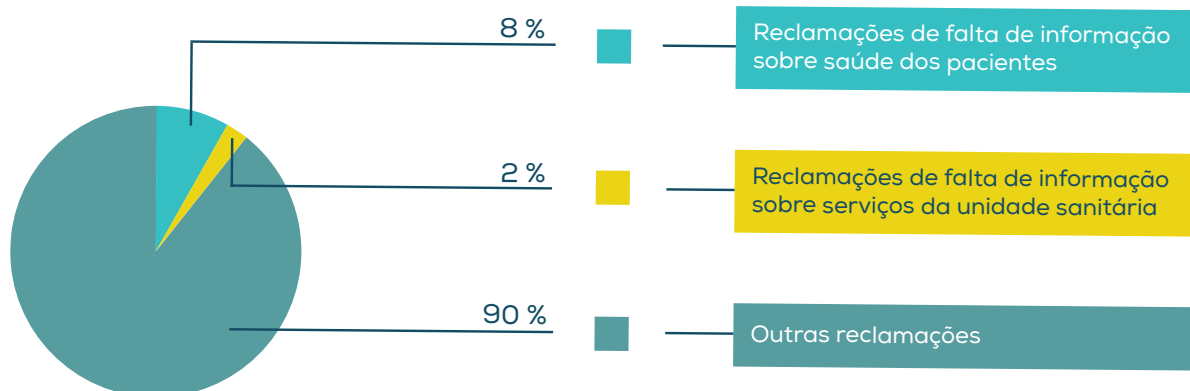 8 %
Reclamações de falta de informação
sobre saúde dos pacientes
2 %
Reclamações de falta de informação
sobre serviços da unidade sanitária
90 %
Outras reclamações